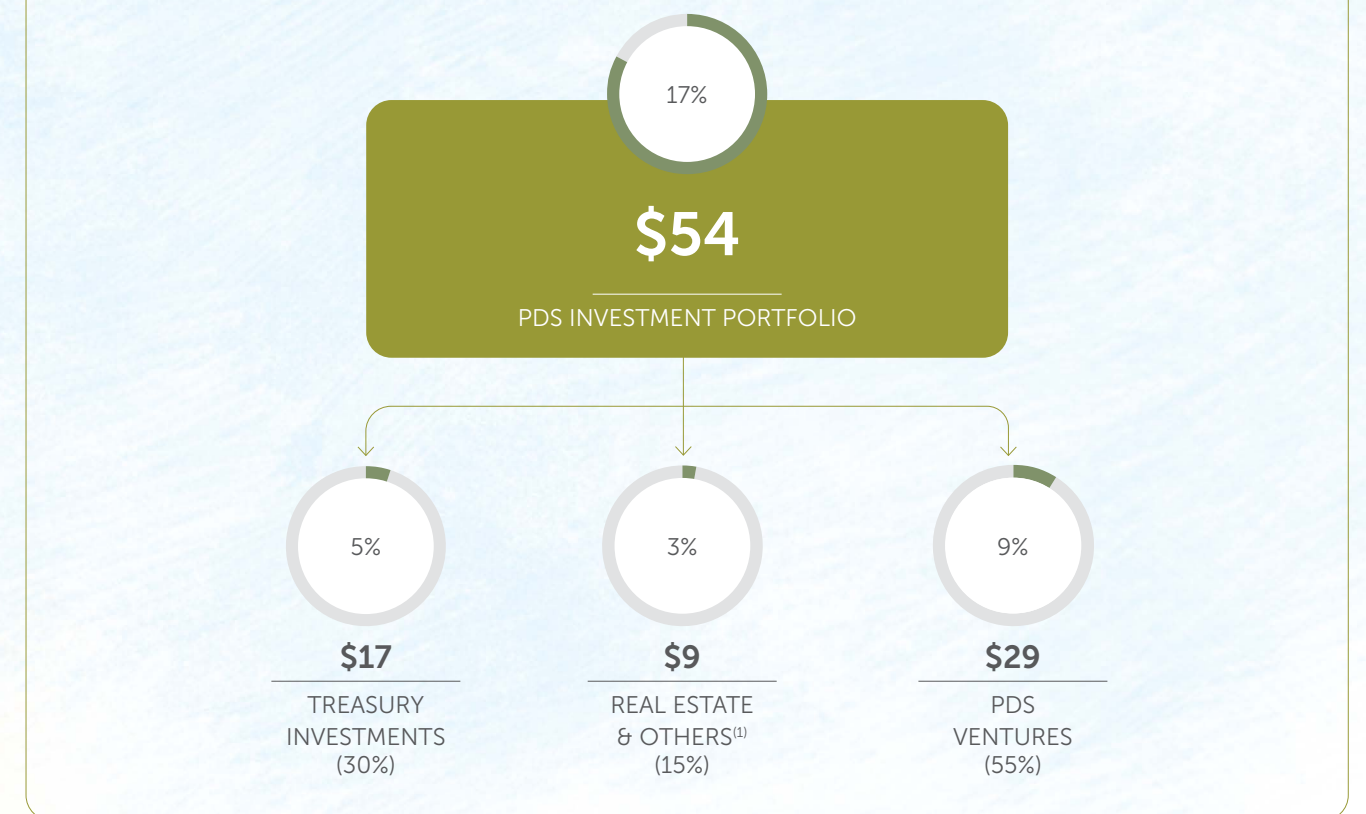 17%
$54
PDS INVESTMENT PORTFOLIO
5%
3%
9%
$17
$9
$29
TREASURY
INVESTMENTS
(30%)
REAL ESTATE
& OTHERS(1)
(15%)
PDS
VENTURES
(55%)